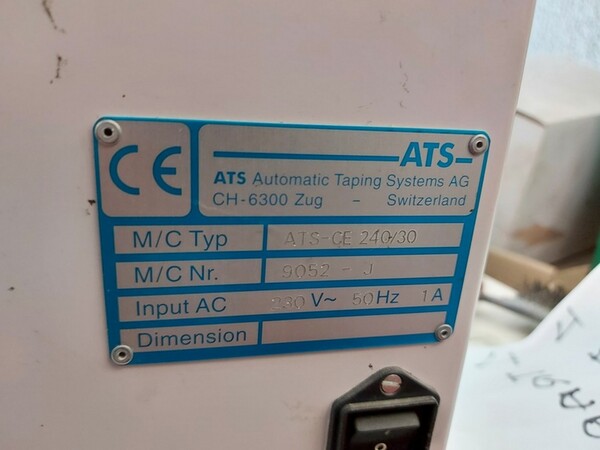 CE
ATS
ATS Automatic Taping Systems AG
CH-6300 Zug - Switzerland
M/C Typ ATS-CE 240/30
M/C Nr. 9052 - J
Input AC 230 V~ 50Hz 1A
Dimension